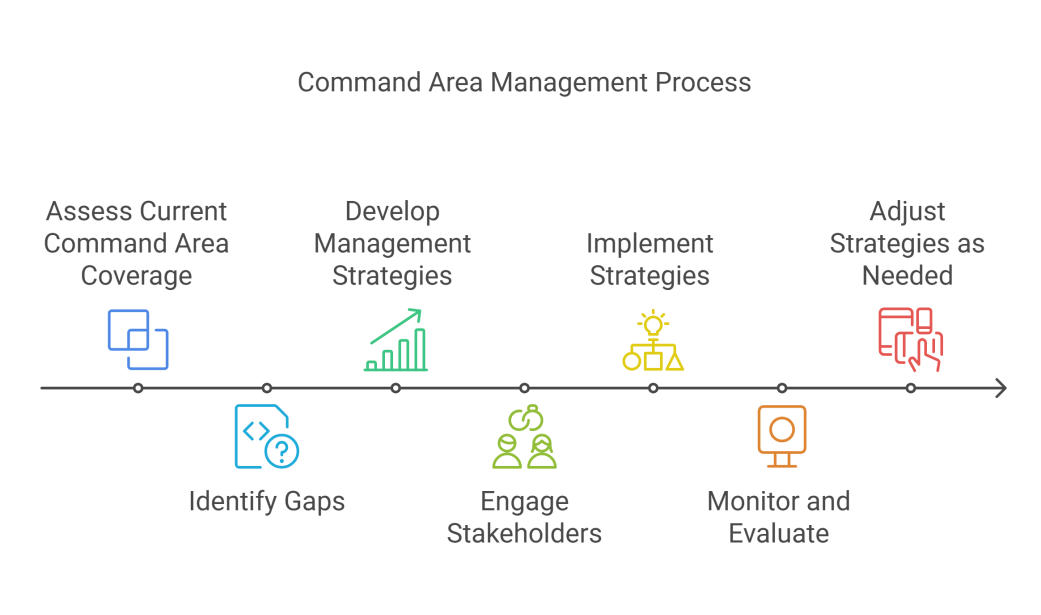 Command Area Management Process
Assess Current
Command Area
Coverage
Identify Gaps
Develop
Management
Strategies
Engage
Stakeholders
Implement
Strategies
Monitor and
Evaluate
Adjust
Strategies as
Needed